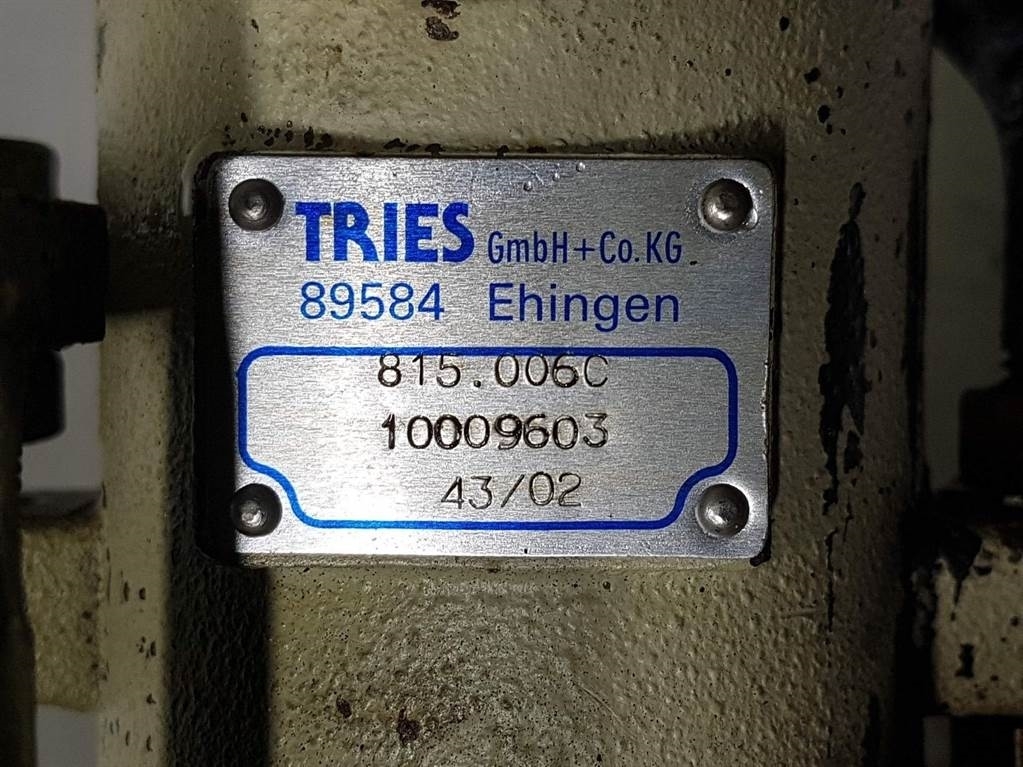 TRIES GmbH+Co.KG
89584 Ehingen
815.006C
10009603
43/02